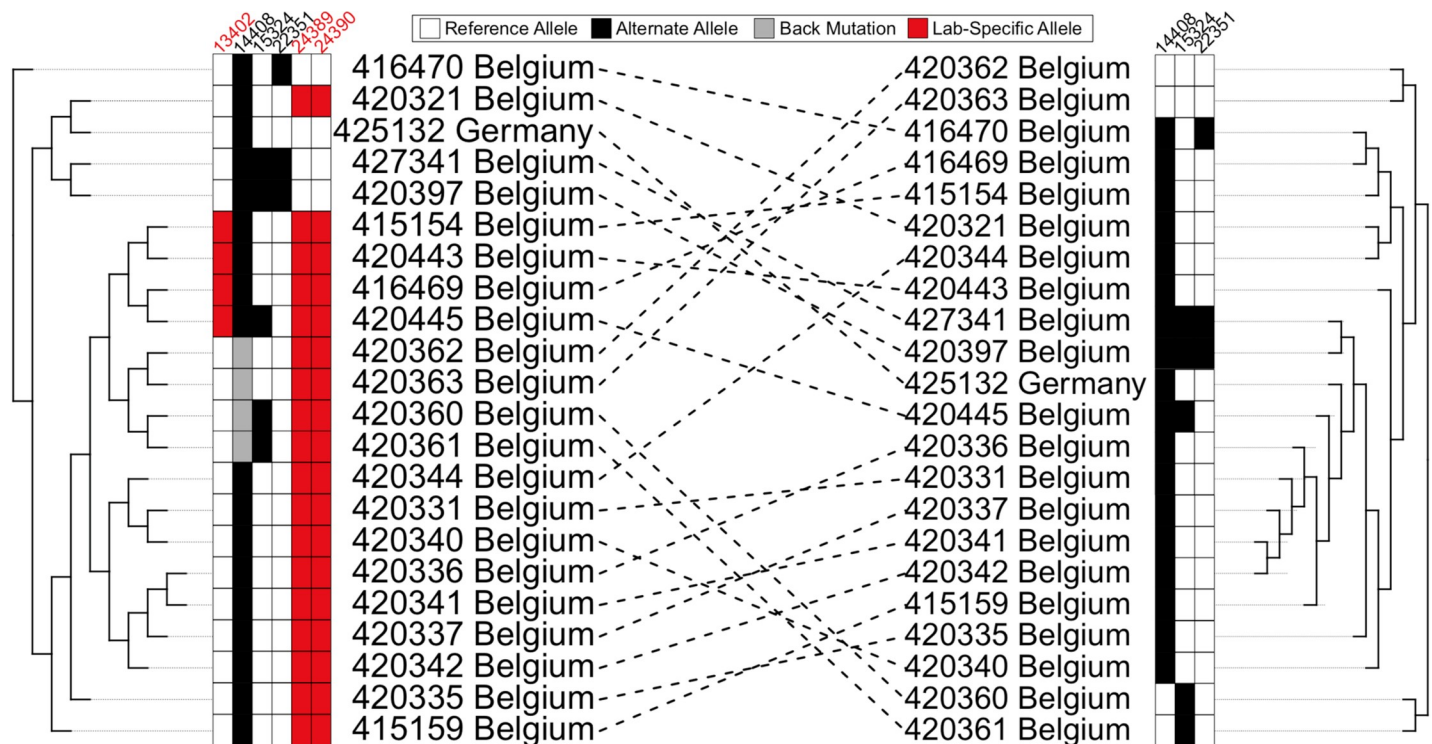 Reference Allele Alternate Allele Back Mutation Lab-Specific Allele
13402 14408 15324 22351 24389 24390
416470 Belgium
420321 Belgium
425132 Germany
427341 Belgium
420397 Belgium
415154 Belgium
420443 Belgium
416469 Belgium
420445 Belgium
420362 Belgium
420363 Belgium
420360 Belgium
420361 Belgium
420344 Belgium
420331 Belgium
420340 Belgium
420336 Belgium
420341 Belgium
420337 Belgium
420342 Belgium
420335 Belgium
415159 Belgium
14408 15324 22351
420362 Belgium
420363 Belgium
416470 Belgium
416469 Belgium
415154 Belgium
420321 Belgium
420344 Belgium
420443 Belgium
427341 Belgium
420397 Belgium
425132 Germany
420445 Belgium
420336 Belgium
420331 Belgium
420337 Belgium
420341 Belgium
420342 Belgium
415159 Belgium
420335 Belgium
420340 Belgium
420360 Belgium
420361 Belgium